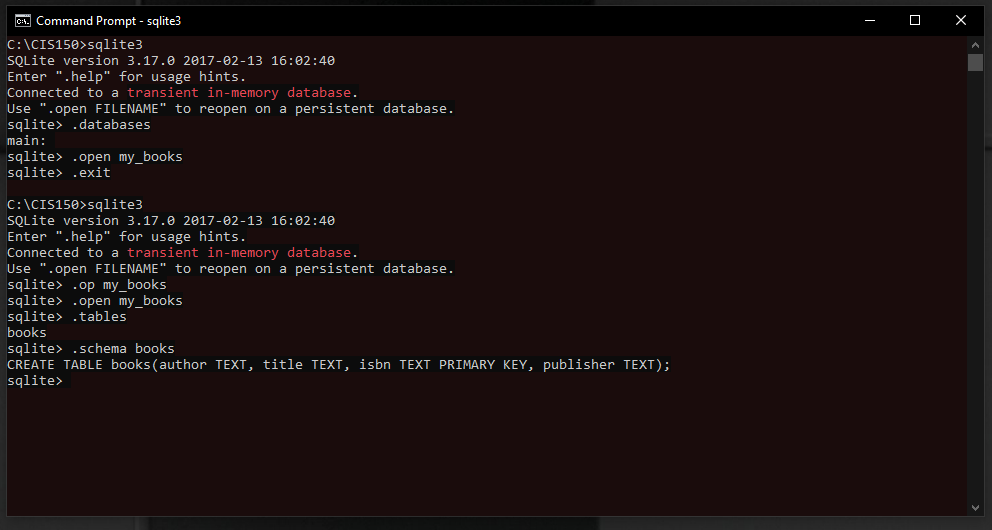 Command Prompt - sqlite3
C:\CIS150>sqlite3
SQLite version 3.17.0 2017-02-13 16:02:40
Enter ".help" for usage hints.
Connected to a transient in-memory database.
Use ".open FILENAME" to reopen on a persistent database.
sqlite> .databases
main:
sqlite> .open my_books
sqlite> .exit
C:\CIS150>sqlite3
SQLite version 3.17.0 2017-02-13 16:02:40
Enter ".help" for usage hints.
Connected to a transient in-memory database.
Use ".open FILENAME" to reopen on a persistent database.
sqlite> .op my_books
sqlite> .open my_books
sqlite> .tables
books
sqlite> .schema books
CREATE TABLE books(author TEXT, title TEXT, isbn TEXT PRIMARY KEY, publisher TEXT);
sqlite>